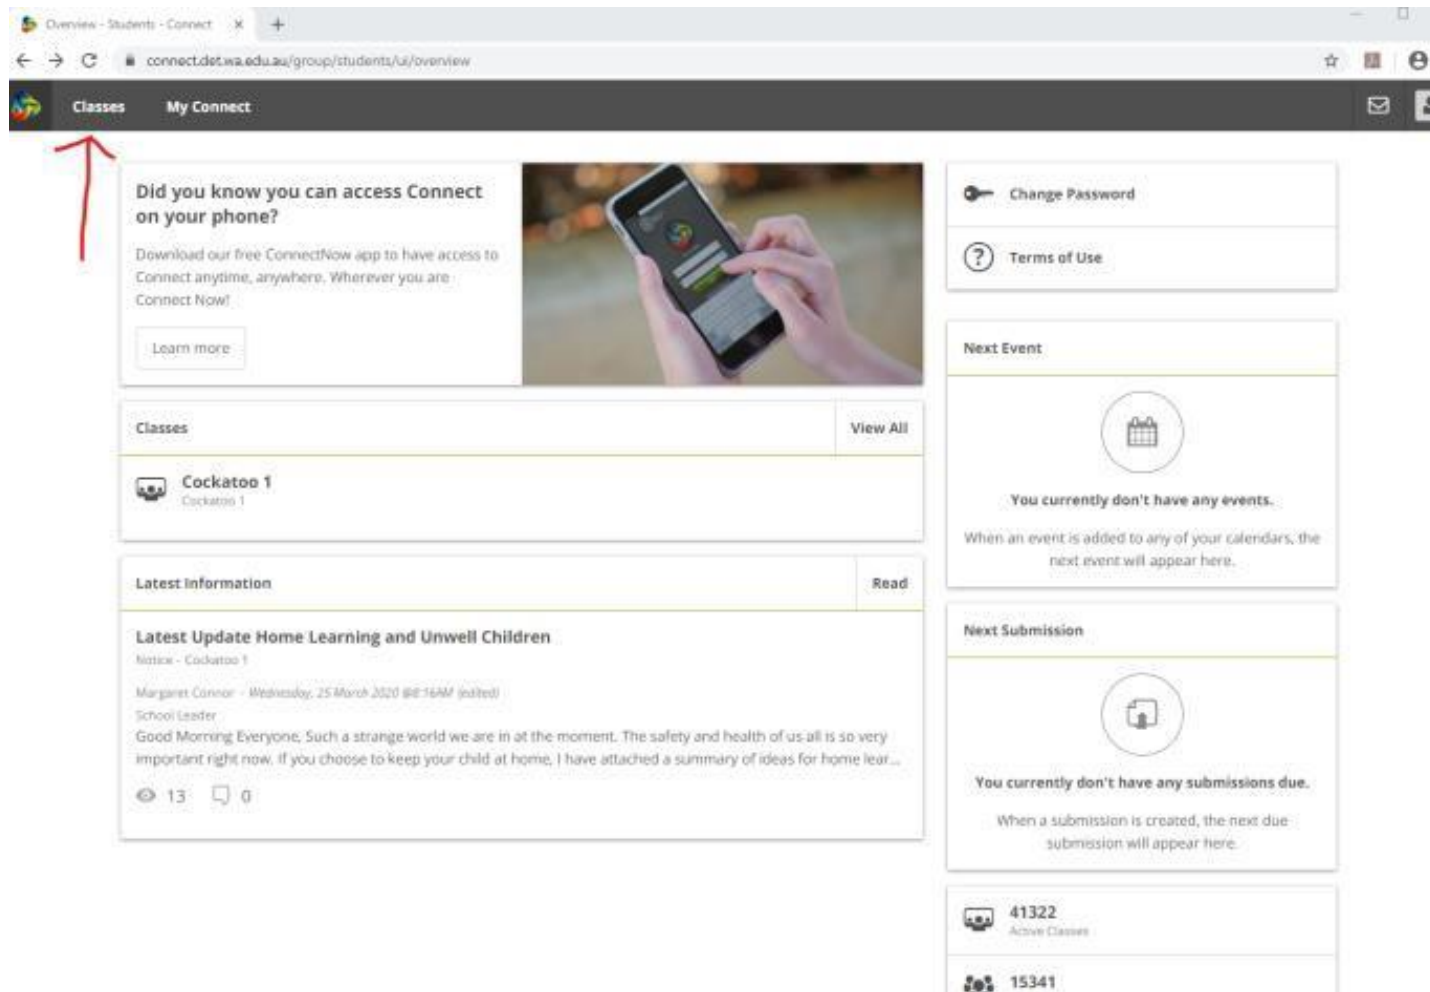 Overview - Students - Connect
connect.det.wa.edu.au/group/students/ui/overview
Classes My Connect
Did you know you can access Connect
on your phone?
Download our free ConnectNow app to have access to
Connect anytime, anywhere. Wherever you are
Connect Now!
Learn more
Classes View All
Cockatoo 1
Cockatoo 1
Latest Information Read
Latest Update Home Learning and Unwell Children
Notice - Cockatoo 1
Margaret Connor - Wednesday, 25 March 2020 @8:16AM (edited)
School Leader
Good Morning Everyone, Such a strange world we are in at the moment. The safety and health of us all is so very
important right now. If you choose to keep your child at home, I have attached a summary of ideas for home lear...
13 0
Change Password
Terms of Use
Next Event
You currently don't have any events.
When an event is added to any of your calendars, the
next event will appear here.
Next Submission
You currently don't have any submissions due.
When a submission is created, the next due
submission will appear here.
41322
Active Classes
15341